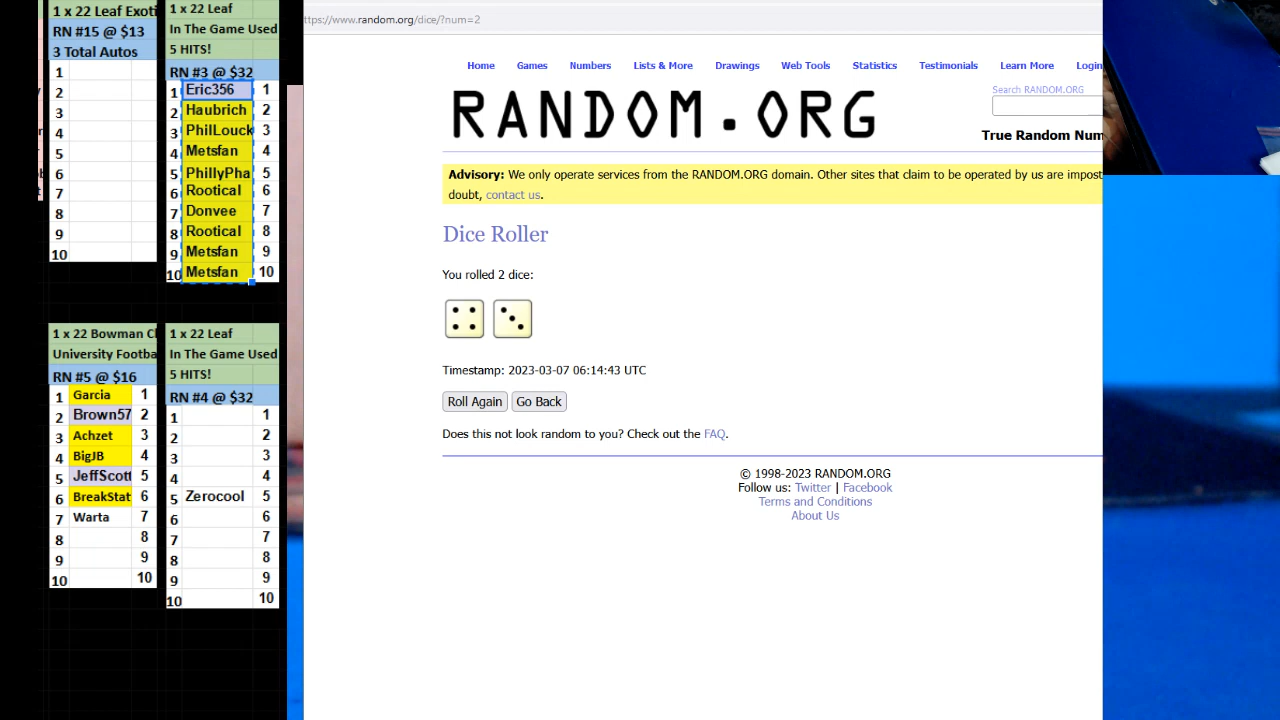 1 x 22 Leaf Exoti
RN #15 @ $13
3 Total Autos
1
2
3
4
5
6
7
8
9
10
1 x 22 Leaf
In The Game Used
5 HITS!
RN #3 @ $32
1 Eric356 1
2 Haubrich 2
3 PhilLouck 3
4 Metsfan 4
5 PhillyPha 5
6 Rootical 6
7 Donvee 7
8 Rootical 8
9 Metsfan 9
10 Metsfan 10
1 x 22 Bowman C
University Footba
RN #5 @ $16
1 Garcia 1
2 Brown57 2
3 Achzet 3
4 BigJB 4
5 JeffScott 5
6 BreakStat 6
7 Warta 7
8 8
9 9
10 10
1 x 22 Leaf
In The Game Used
5 HITS!
RN #4 @ $32
1 1
2 2
3 3
4 4
5 Zerocool 5
6 6
7 7
8 8
9 9
10 10
ttps://www.random.org/dice/?num=2
Home Games Numbers Lists & More Drawings Web Tools Statistics Testimonials Learn More Login
Search RANDOM.ORG
RANDOM.ORG
True Random Num
Advisory: We only operate services from the RANDOM.ORG domain. Other sites that claim to be operated by us are impost
doubt, contact us.
Dice Roller
You rolled 2 dice:
Timestamp: 2023-03-07 06:14:43 UTC
Roll Again Go Back
Does this not look random to you? Check out the FAQ.
© 1998-2023 RANDOM.ORG
Follow us: Twitter | Facebook
Terms and Conditions
About Us